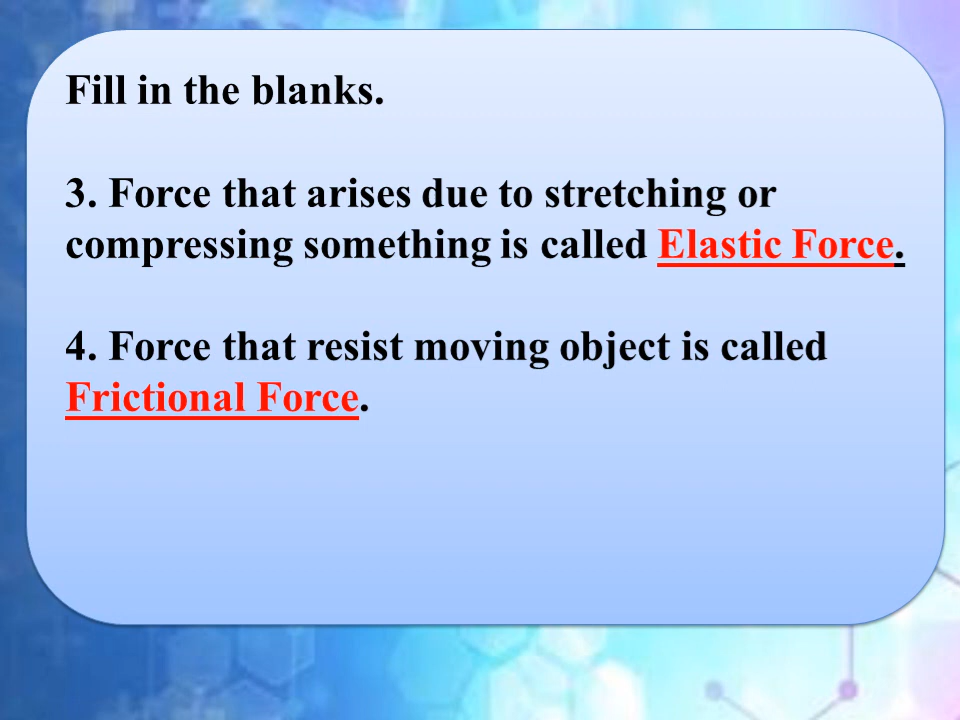 Fill in the blanks.
3. Force that arises due to stretching or
compressing something is called Elastic Force.
4. Force that resist moving object is called
Frictional Force.